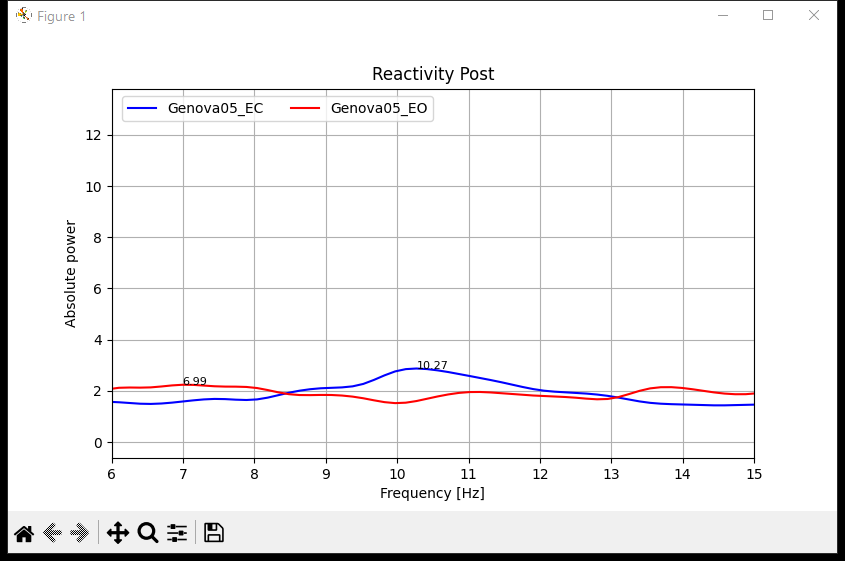 Figure 1
Reactivity Post
Genova05_EC
Genova05_EO
12
10
8
6
4
2
0
Absolute power
6.99
10.27
6 7 8 9 10 11 12 13 14 15
Frequency [Hz]